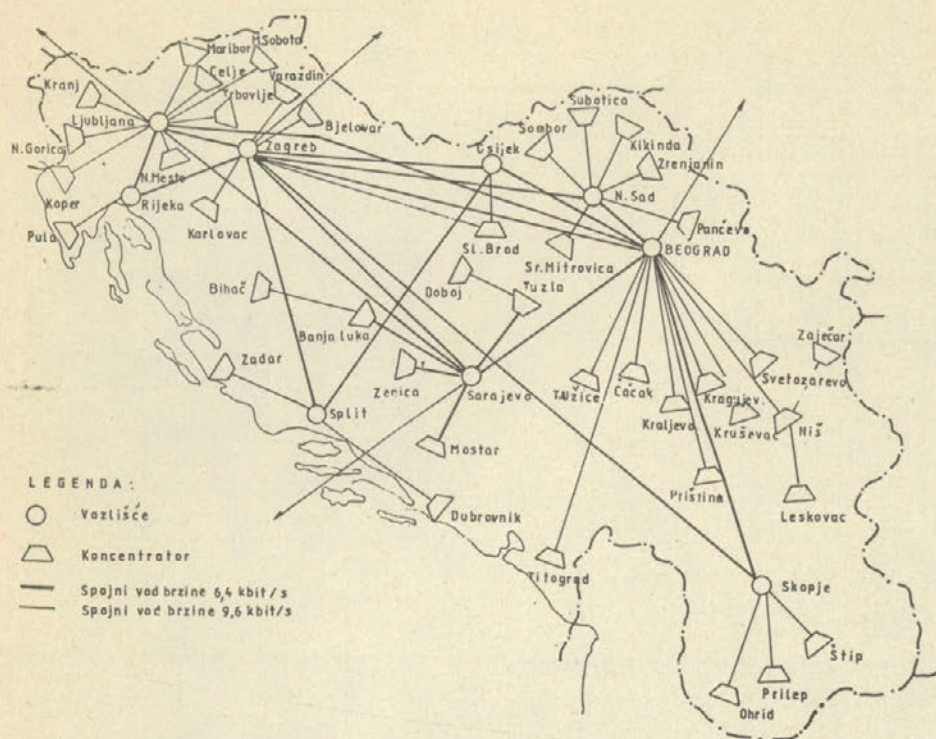 Maribor
M.Sobota
Celje
Varaždin
Kranj
Trbovlje
Ljubljana
Bjelovar
N.Gorica
Zagreb
N.Mesto
Koper
Rijeka
Pula
Karlovac
Subotica
Sombor
Kikinda
Osijek
Zrenjanin
N.Sad
Pančevo
BEOGRAD
Sl.Brod
Sr.Mitrovica
Doboj
Tuzla
Bihač
Banja luka
Zadar
Zenica
Sarajevo
Split
Mostar
Dubrovnik
Zaječar
Svetozarevo
T.Užice
Čačak
Kragujev.
Kraljevo
Kruševac
Niš
Priština
Leskovac
Titograd
Skopje
Štip
Prilep
Ohrid
LEGENDA:
Vozlišće
Koncentrator
Spojni vod brzine 6,4 kbit/s
Spojni vod brzine 9,6 kbit/s